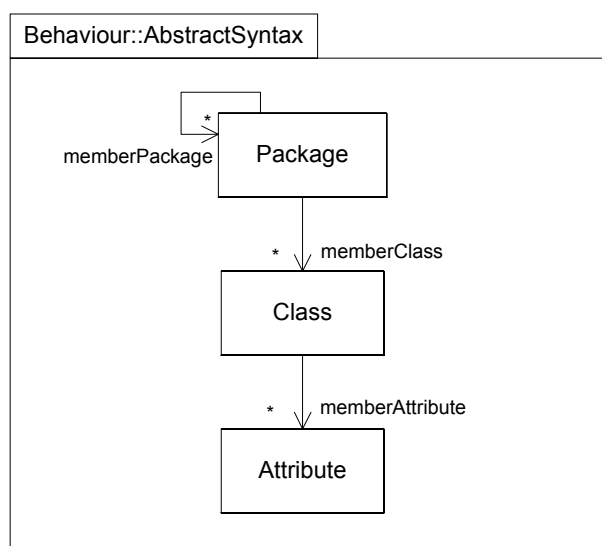 Behaviour::AbstractSyntax
*
memberPackage
Package
* memberClass
Class
* memberAttribute
Attribute